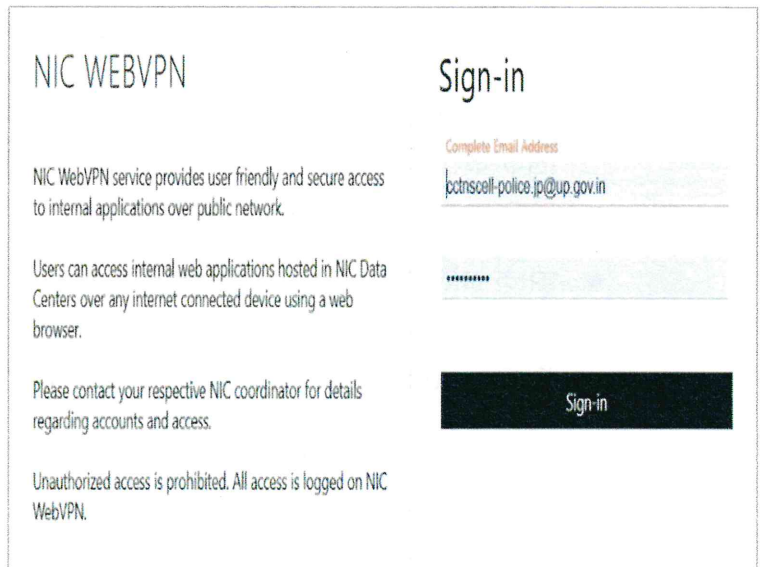 NIC WEBVPN
NIC WebVPN service provides user friendly and secure access
to internal applications over public network.
Users can access internal web applications hosted in NIC Data
Centers over any internet connected device using a web
browser.
Please contact your respective NIC coordinator for details
regarding accounts and access.
Unauthorized access is prohibited. All access is logged on NIC
WebVPN.
Sign-in
Complete Email Address
cctnscell-police.jp@up.gov.in
•••••••••
Sign-in